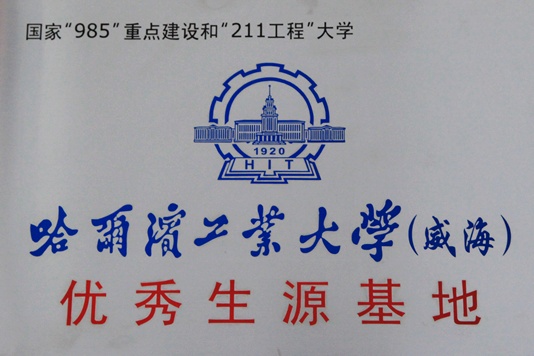 国家“985”重点建设和“211工程”大学
1920
HIT
哈爾濱工業大學(威海)
优秀生源基地